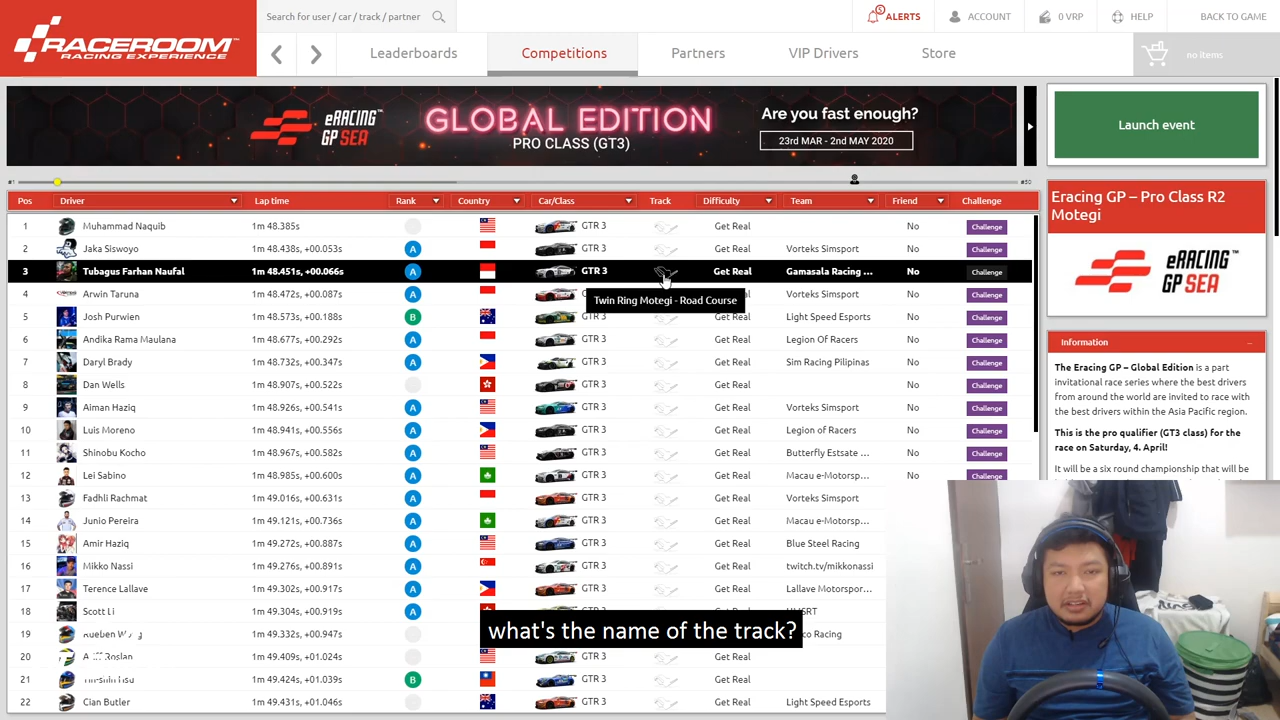 RACEROOM
RACING EXPERIENCE
Search for user / car / track / partner
ALERTS
ACCOUNT
0 VRP
HELP
BACK TO GAME
Leaderboards
Competitions
Partners
VIP Drivers
Store
no items
eRACING GP SEA
GLOBAL EDITION
PRO CLASS (GT3)
Are you fast enough?
23rd MAR - 2nd MAY 2020
Launch event
#1
#50
Pos Driver Lap time Rank Country Car/Class Track Difficulty Team Friend Challenge
1 Muhammad Naquib 1m 48.385s GTR 3 Get Real No Challenge
2 Jaka Siswoyo 1m 48.438s, +00.053s A GTR 3 Get Real Vorteks Simsport No Challenge
3 Tubagus Farhan Naufal 1m 48.451s, +00.066s A GTR 3 Get Real Gamasala Racing ... No Challenge
4 Arwin Taruna 1m 48.472s, +00.087s A GTR 3 Get Real Vorteks Simsport No Challenge
Twin Ring Motegi - Road Course
5 Josh Purwien 1m 48.573s, +00.188s B GTR 3 Get Real Light Speed Esports No Challenge
6 Andika Rama Maulana 1m 48.677s, +00.292s A GTR 3 Get Real Legion Of Racers No Challenge
7 Daryl Brady 1m 48.732s, +00.347s A GTR 3 Get Real Sim Racing Pilipinas No Challenge
8 Dan Wells 1m 48.907s, +00.522s GTR 3 Get Real No Challenge
9 Aiman Haziq 1m 48.926s, +00.541s A GTR 3 Get Real Vorteks Simsport No Challenge
10 Luis Moreno 1m 48.941s, +00.556s A GTR 3 Get Real Legion of Racers No Challenge
11 Shinobu Kocho 1m 48.967s, +00.582s A GTR 3 Get Real Butterfly Estsate ... No Challenge
12 Lei Sabino 1m 48.985s, +00.600s A GTR 3 Get Real Macau e-Motorsp... No Challenge
13 Fadhli Rachmat 1m 49.016s, +00.631s A GTR 3 Get Real Vorteks Simsport
14 Junio Pereira 1m 49.121s, +00.736s A GTR 3 Get Real Macau e-Motorsp...
15 Amir Haziq 1m 49.272s, +00.887s A GTR 3 Get Real Blue Steel Racing
16 Mikko Nassi 1m 49.276s, +00.891s A GTR 3 Get Real twitch.tv/mikkonassi
17 Terence Lallave 1m 49.302s, +00.917s A GTR 3 Get Real Lallave Motorspor...
18 Scott Li 1m 49.304s, +00.919s A GTR 3 Get Real
19 1m 49.332s, +00.947s Racing
20 Roslan 1m 49.409s, +01.024s GTR 3 Get Real
21 1m 49.424s, +01.039s B GTR 3 Get Real
22 Cian Butler 1m 49.431s, +01.046s GTR 3 Get Real Light Speed Esports
what's the name of the track?
Eracing GP – Pro Class R2
Motegi
eRACING
GP SEA
Information
The Eracing GP – Global Edition is a part
invitational race series where the best drivers
from around the world are invited to race with
the best drivers within the Asia Pacific region.
This is the pro qualifier (GT3 class) for the
race on Saturday, 4. April!
It will be a six round championship that will be